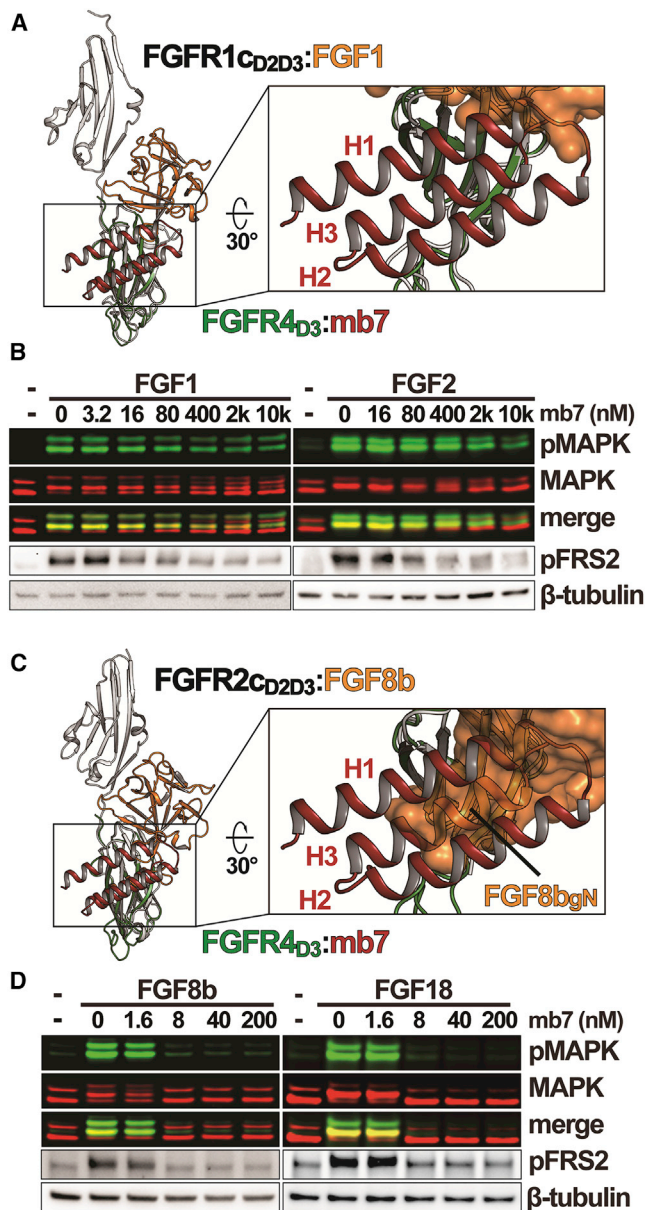 A
FGFR1cD2D3:FGF1
H1
30°
H3
H2
FGFR4D3:mb7
B
- FGF1 - FGF2
- 0 3.2 16 80 400 2k 10k - 0 16 80 400 2k 10k mb7 (nM)
pMAPK
MAPK
merge
pFRS2
β-tubulin
C
FGFR2cD2D3:FGF8b
H1
30°
H3
H2
FGF8bgN
FGFR4D3:mb7
D
- FGF8b - FGF18
- 0 1.6 8 40 200 - 0 1.6 8 40 200 mb7 (nM)
pMAPK
MAPK
merge
pFRS2
β-tubulin